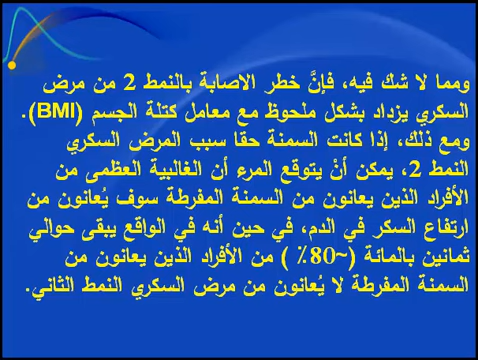 ومما لا شك فيه، فإنَّ خطر الاصابة بالنمط 2 من مرض
السكري يزداد بشكل ملحوظ مع معامل كتلة الجسم (BMI).
ومع ذلك، إذا كانت السمنة حقا سبب المرض السكري
النمط 2، يمكن أنْ يتوقع المرء أن الغالبية العظمى من
الأفراد الذين يعانون من السمنة المفرطة سوف يُعانون من
ارتفاع السكر في الدم، في حين أنه في الواقع يبقى حوالي
ثمانين بالمائة (~80٪ ) من الأفراد الذين يعانون من
السمنة المفرطة لا يُعانون من مرض السكري النمط الثاني.